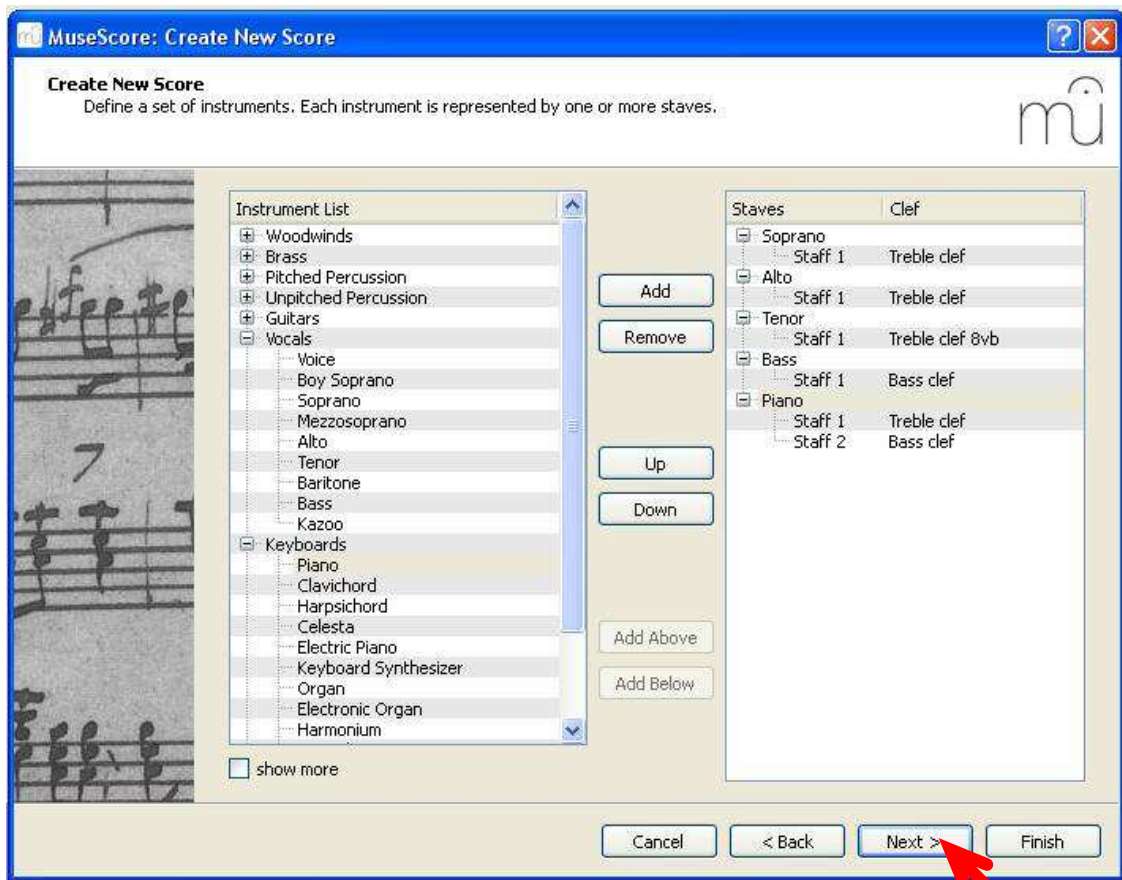 MuseScore: Create New Score
Create New Score
Define a set of instruments. Each instrument is represented by one or more staves.
mu
Instrument List
Woodwinds
Brass
Pitched Percussion
Unpitched Percussion
Guitars
Vocals
Voice
Boy Soprano
Soprano
Mezzosoprano
Alto
Tenor
Baritone
Bass
Kazoo
Keyboards
Piano
Clavichord
Harpsichord
Celesta
Electric Piano
Keyboard Synthesizer
Organ
Electronic Organ
Harmonium
show more
Add
Remove
Up
Down
Add Above
Add Below
Staves Clef
Soprano
Staff 1 Treble clef
Alto
Staff 1 Treble clef
Tenor
Staff 1 Treble clef 8vb
Bass
Staff 1 Bass clef
Piano
Staff 1 Treble clef
Staff 2 Bass clef
7
Cancel < Back Next > Finish